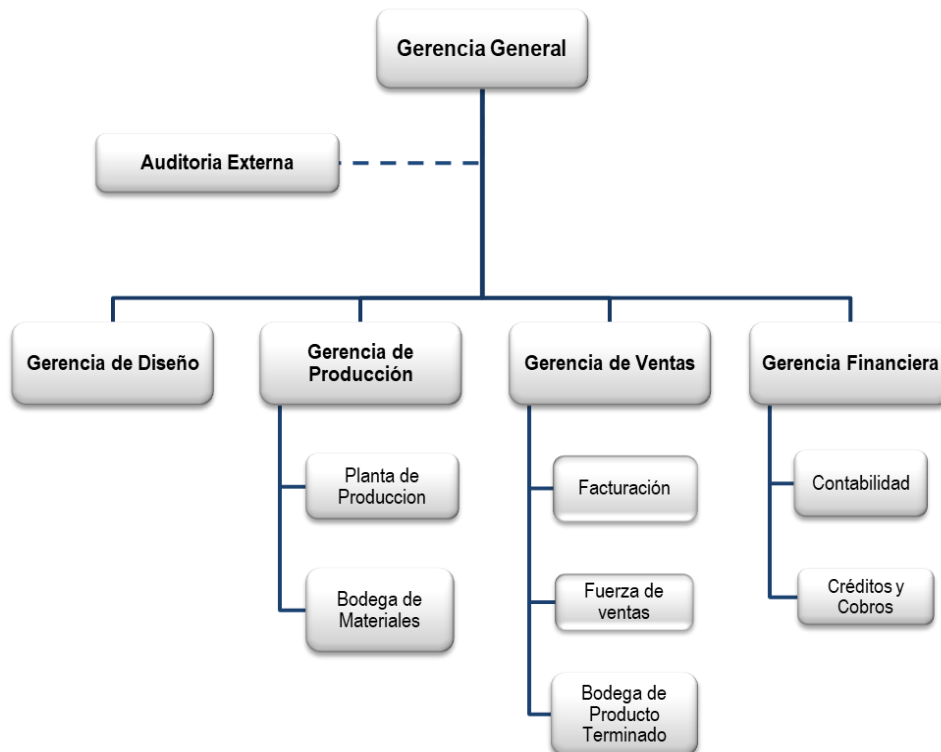 Gerencia General
Auditoria Externa
Gerencia de Diseño
Gerencia de
Producción
Gerencia de Ventas
Gerencia Financiera
Planta de
Produccion
Bodega de
Materiales
Facturación
Fuerza de
ventas
Bodega de
Producto
Terminado
Contabilidad
Créditos y
Cobros